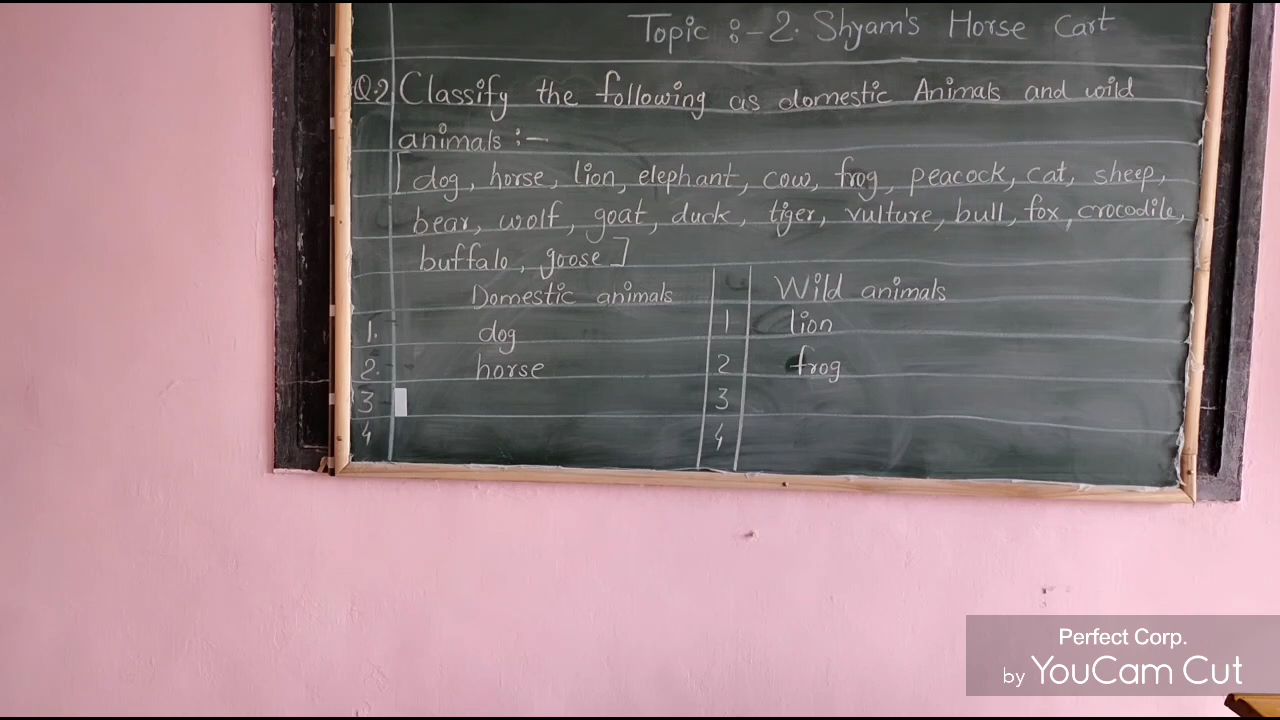 Topic :- 2. Shyam's Horse Cart
Q.2 Classify the following as domestic Animals and wild
animals :-
[ dog, horse, lion, elephant, cow, frog, peacock, cat, sheep,
bear, wolf, goat, duck, tiger, vulture, bull, fox, crocodile,
buffalo, goose ]
Domestic animals Wild animals
1. dog 1 lion
2. horse 2 frog
3 3
4 4
Perfect Corp.
by YouCam Cut